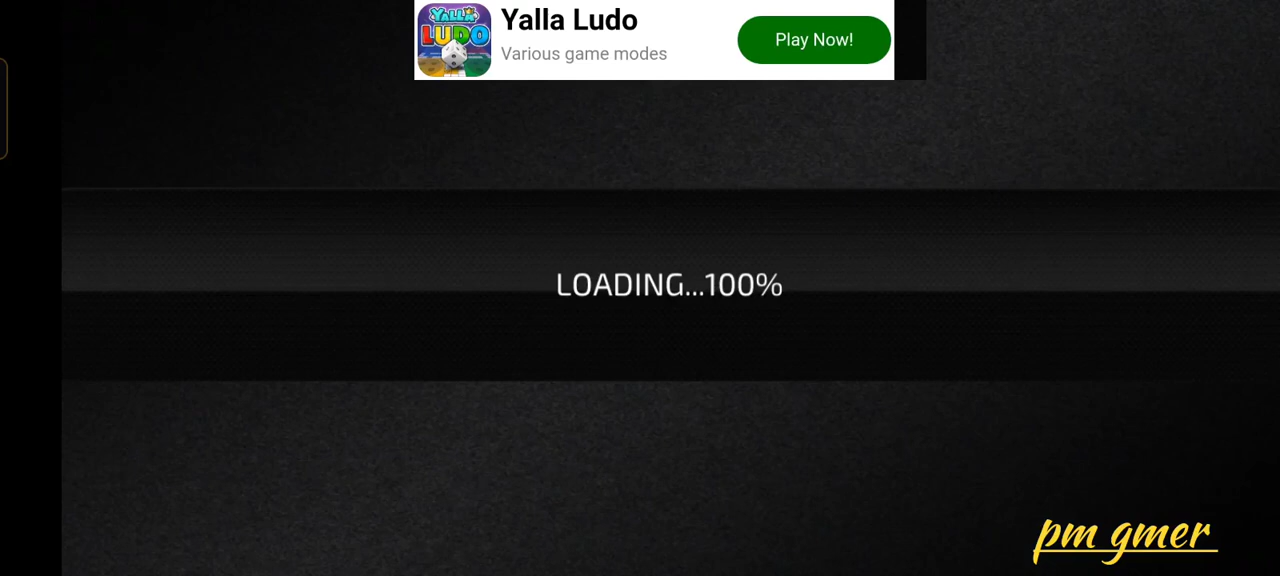 YALLA
LUDO
Yalla Ludo
Various game modes
Play Now!
LOADING...100%
pm gmer